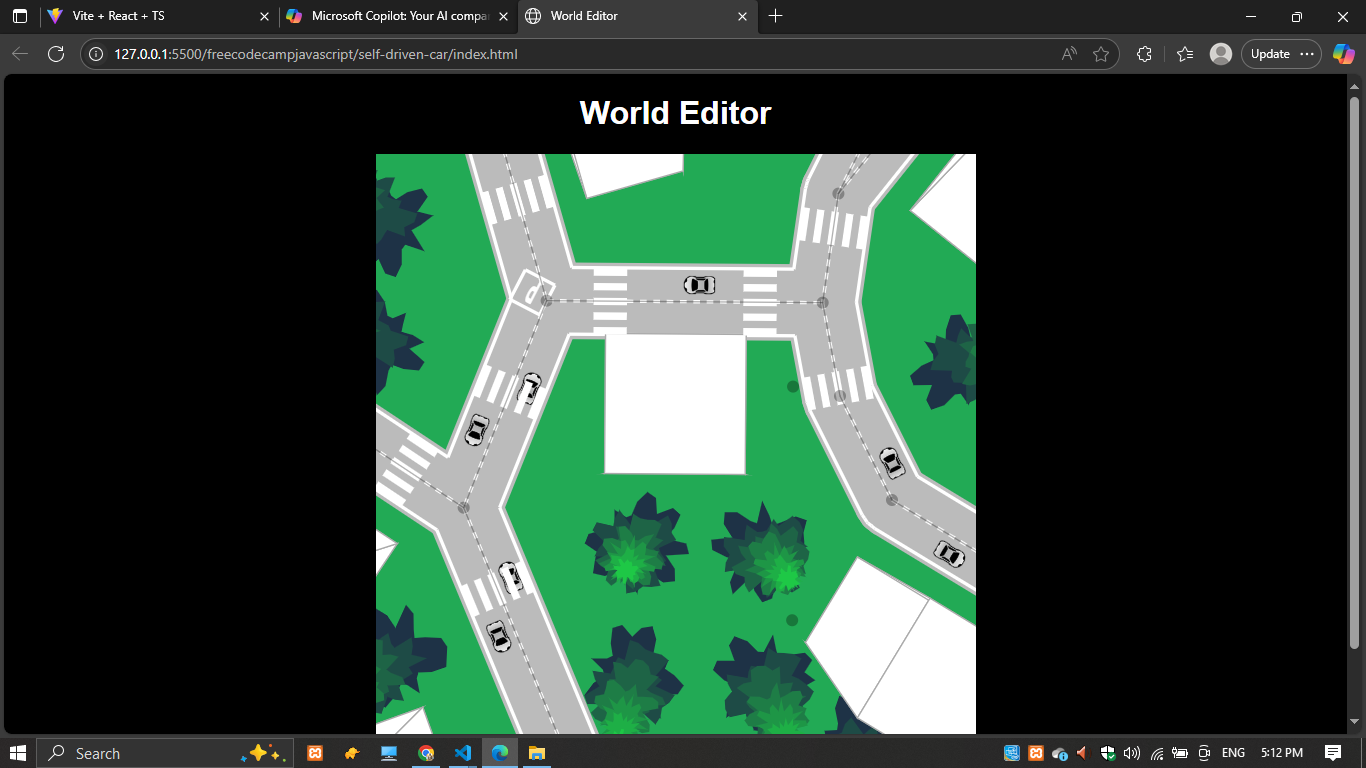 Vite + React + TS
Microsoft Copilot: Your AI compa
World Editor
127.0.0.1:5500/freecodecampjavascript/self-driven-car/index.html
Update
World Editor
Search
ENG
5:12 PM